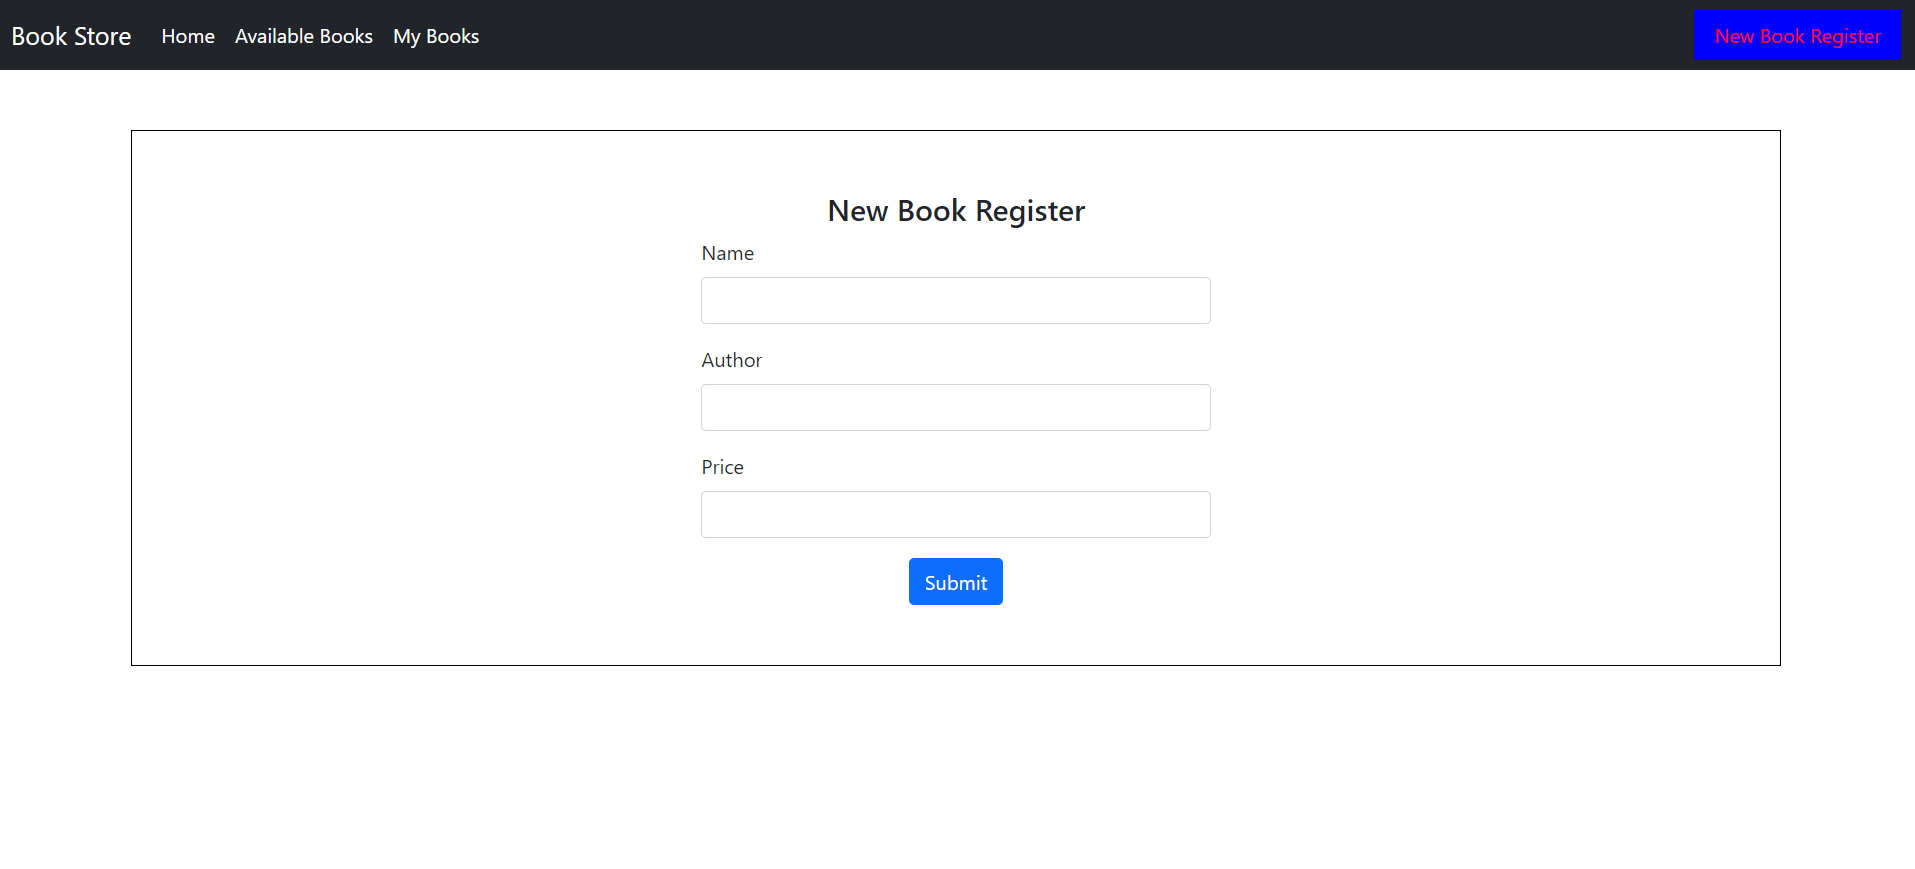 Book Store Home Available Books My Books New Book Register
New Book Register
Name
Author
Price
Submit